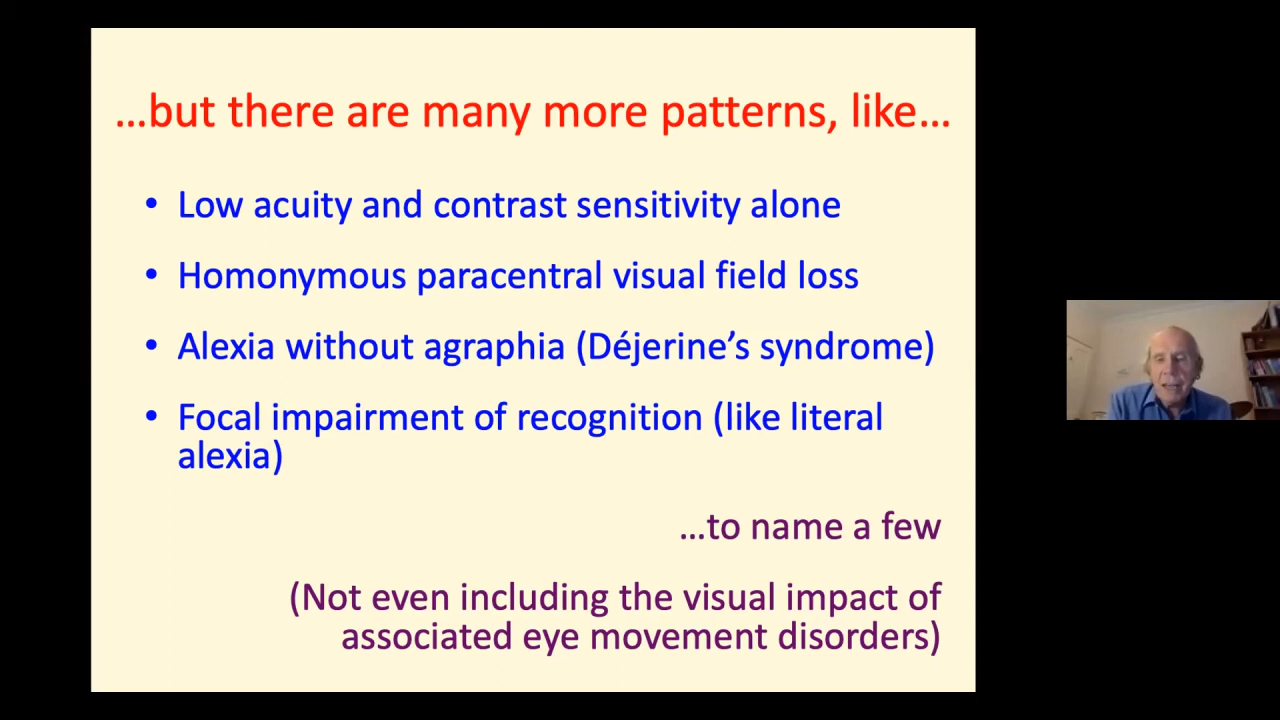 …but there are many more patterns, like…
• Low acuity and contrast sensitivity alone
• Homonymous paracentral visual field loss
• Alexia without agraphia (Déjerine’s syndrome)
• Focal impairment of recognition (like literal
alexia)
…to name a few
(Not even including the visual impact of
associated eye movement disorders)